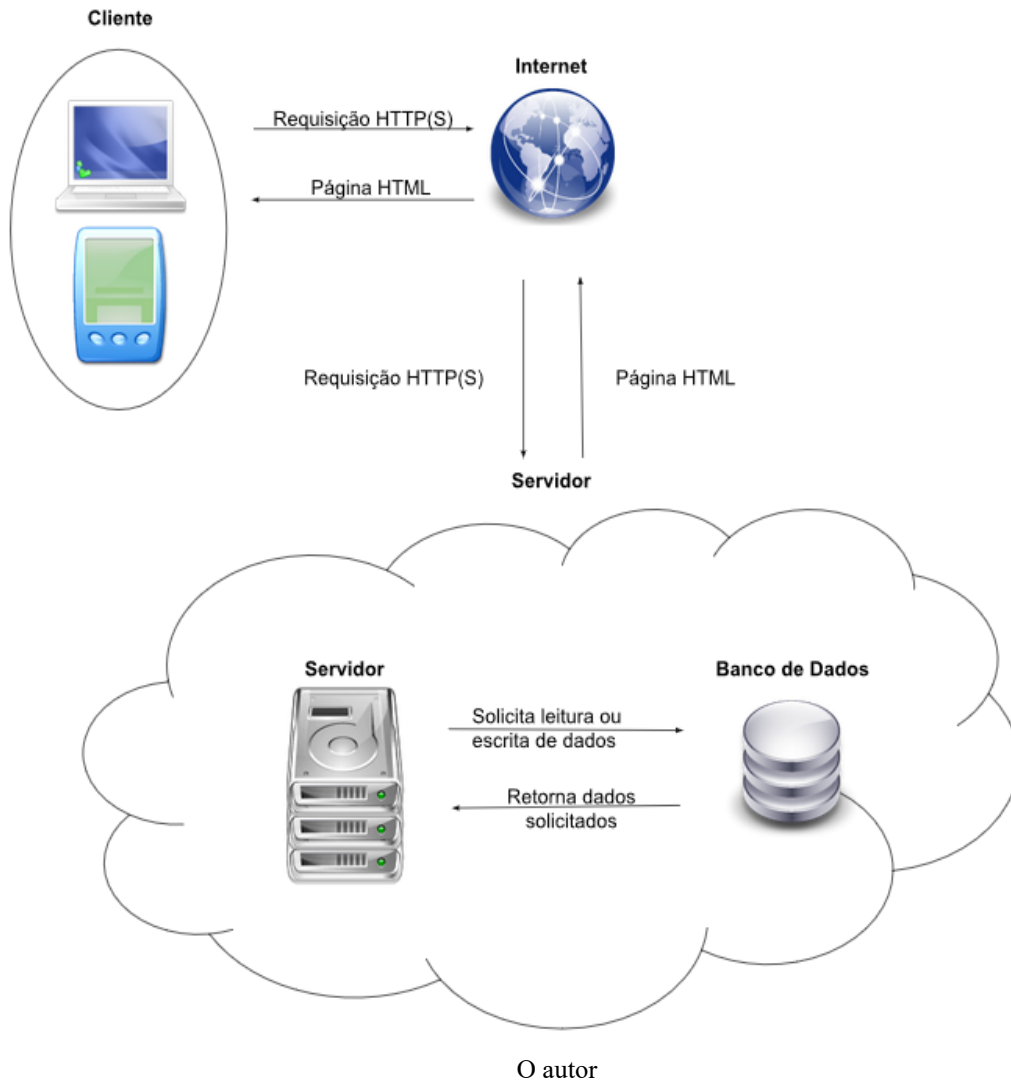 Cliente
Internet
Requisição HTTP(S)
Página HTML
Requisição HTTP(S)
Página HTML
Servidor
Servidor
Banco de Dados
Solicita leitura ou
escrita de dados
Retorna dados
solicitados
O autor